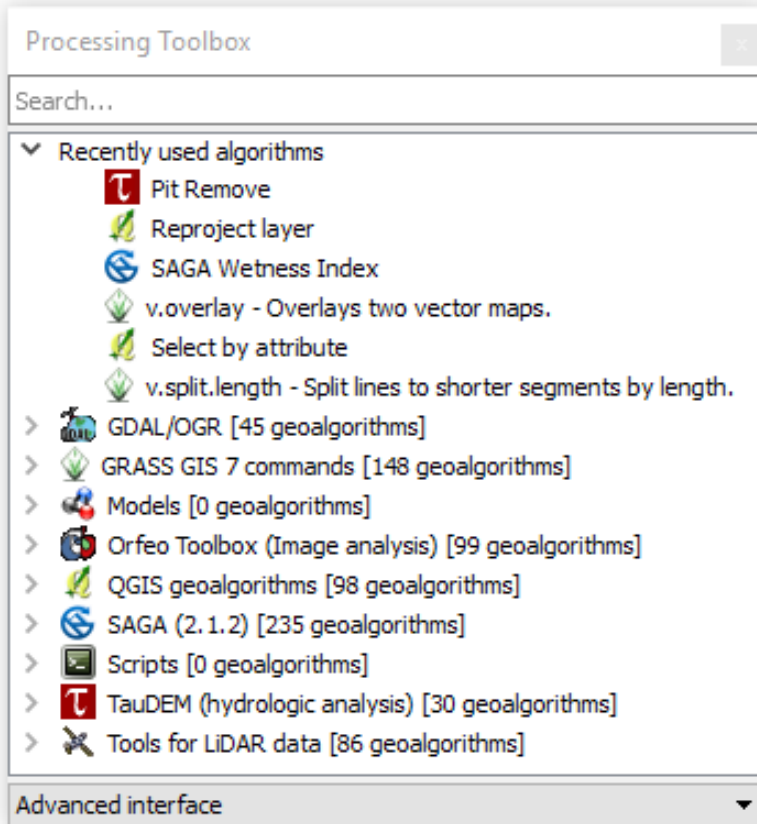 Processing Toolbox
Search...
Recently used algorithms
Pit Remove
Reproject layer
SAGA Wetness Index
v.overlay - Overlays two vector maps.
Select by attribute
v.split.length - Split lines to shorter segments by length.
GDAL/OGR [45 geoalgorithms]
GRASS GIS 7 commands [148 geoalgorithms]
Models [0 geoalgorithms]
Orfeo Toolbox (Image analysis) [99 geoalgorithms]
QGIS geoalgorithms [98 geoalgorithms]
SAGA (2.1.2) [235 geoalgorithms]
Scripts [0 geoalgorithms]
TauDEM (hydrologic analysis) [30 geoalgorithms]
Tools for LiDAR data [86 geoalgorithms]
Advanced interface